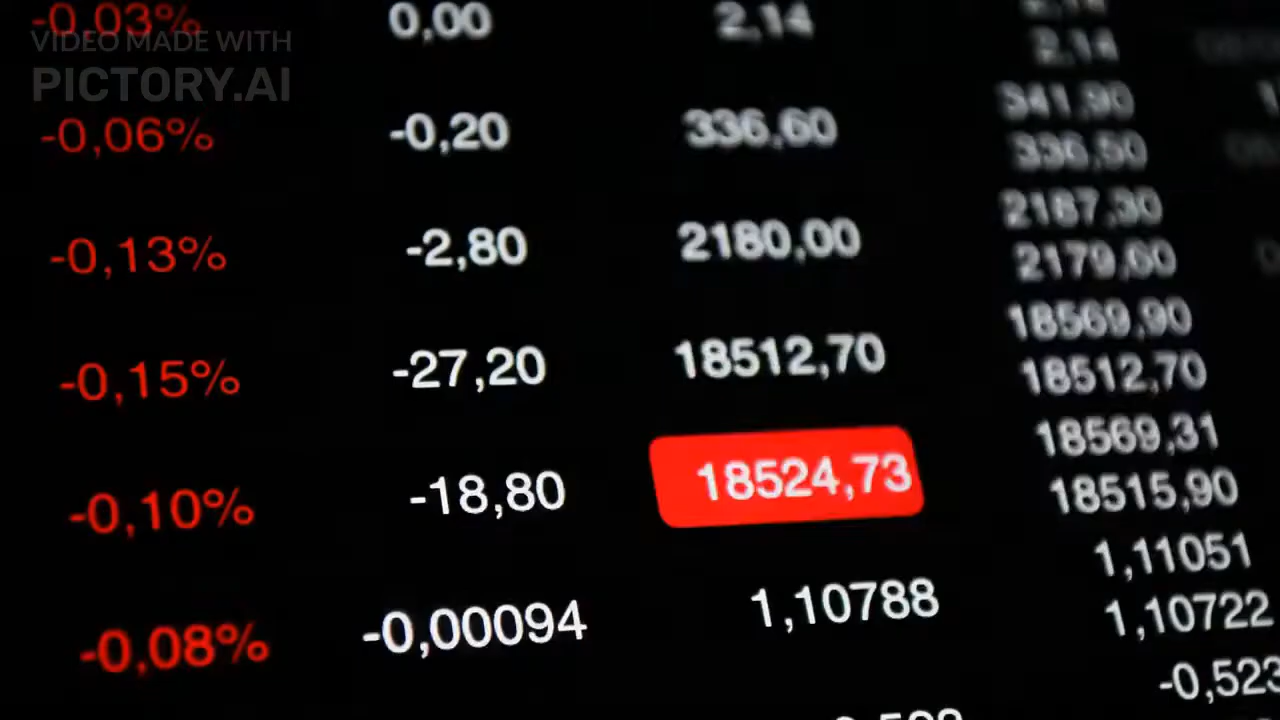 -0,03% 0,00 2,14
VIDEO MADE WITH
PICTORY.AI
2,14
341,90
-0,06% -0,20 336,60
336,50
2187,30
-0,13% -2,80 2180,00
2179,60
18569,90
-0,15% -27,20 18512,70
18512,70
18569,31
-0,10% -18,80 18524,73
18515,90
1,11051
-0,08% -0,00094 1,10788
1,10722